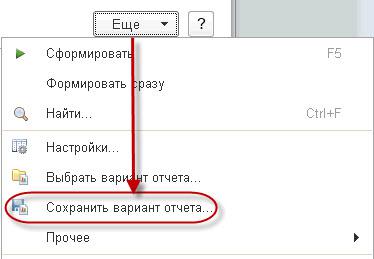 Еще ?
Сформировать F5
Формировать сразу
Найти... Ctrl+F
Настройки...
Выбрать вариант отчета...
Сохранить вариант отчета...
Прочее